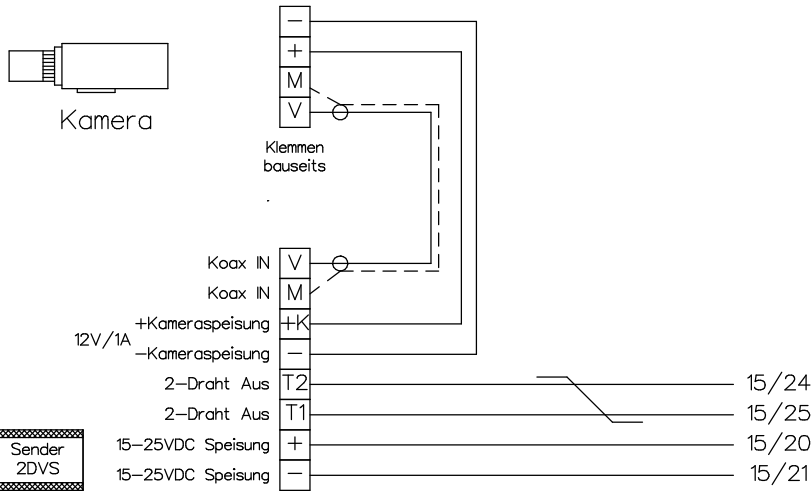 −
+
M
V
Kamera
Klemmen
bauseits
Koax IN V
Koax IN M
+Kameraspeisung +K
12V/1A
−Kameraspeisung −
2−Draht Aus T2 15/24
2−Draht Aus T1 15/25
15−25VDC Speisung + 15/20
15−25VDC Speisung − 15/21
Sender
2DVS